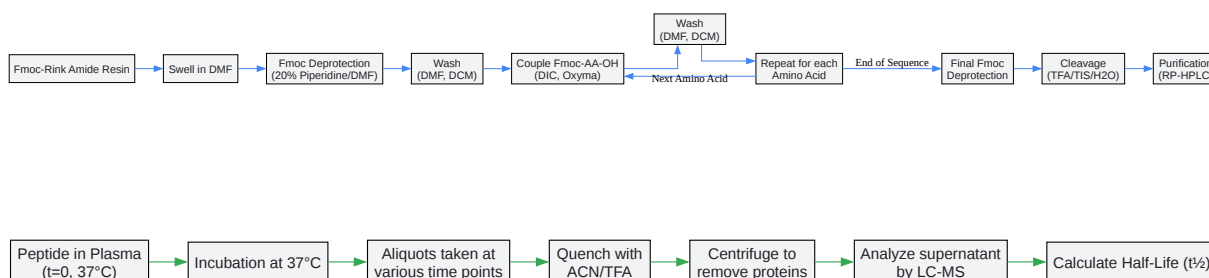 Wash
(DMF, DCM)
Fmoc-Rink Amide Resin
Swell in DMF
Fmoc Deprotection
(20% Piperidine/DMF)
Wash
(DMF, DCM)
Couple Fmoc-AA-OH
(DIC, Oxyma)
Next Amino Acid
Repeat for each
Amino Acid
End of Sequence
Final Fmoc
Deprotection
Cleavage
(TFA/TIS/H2O)
Purification
(RP-HPLC
Peptide in Plasma
(t=0, 37°C)
Incubation at 37°C
Aliquots taken at
various time points
Quench with
ACN/TFA
Centrifuge to
remove proteins
Analyze supernatant
by LC-MS
Calculate Half-Life (t½)